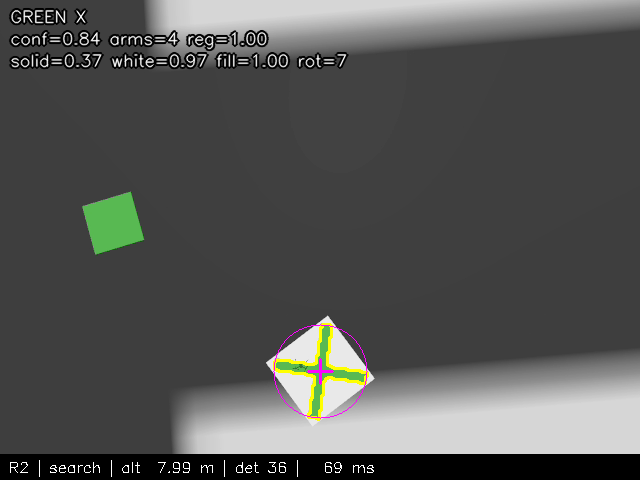 GREEN X
conf=0.84 arms=4 reg=1.00
solid=0.37 white=0.97 fill=1.00 rot=7
R2 | search | alt 7.99 m | det 36 | 69 ms